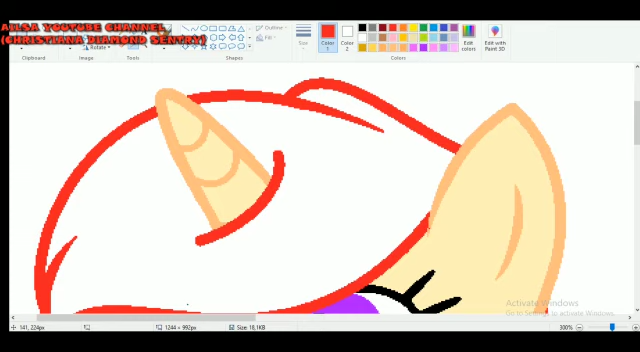 AILSA YOUTUBE CHANNEL
(CHRISTIANA DIAMOND SENTRY)
Rotate
Outline
Fill
Size
Color
1
Color
2
Edit
colors
Edit with
Paint 3D
Clipboard
Image
Tools
Shapes
Colors
Activate Windows
Go to Settings to activate Windows.
141, 224px
1244 × 992px
Size: 18,1KB
300%